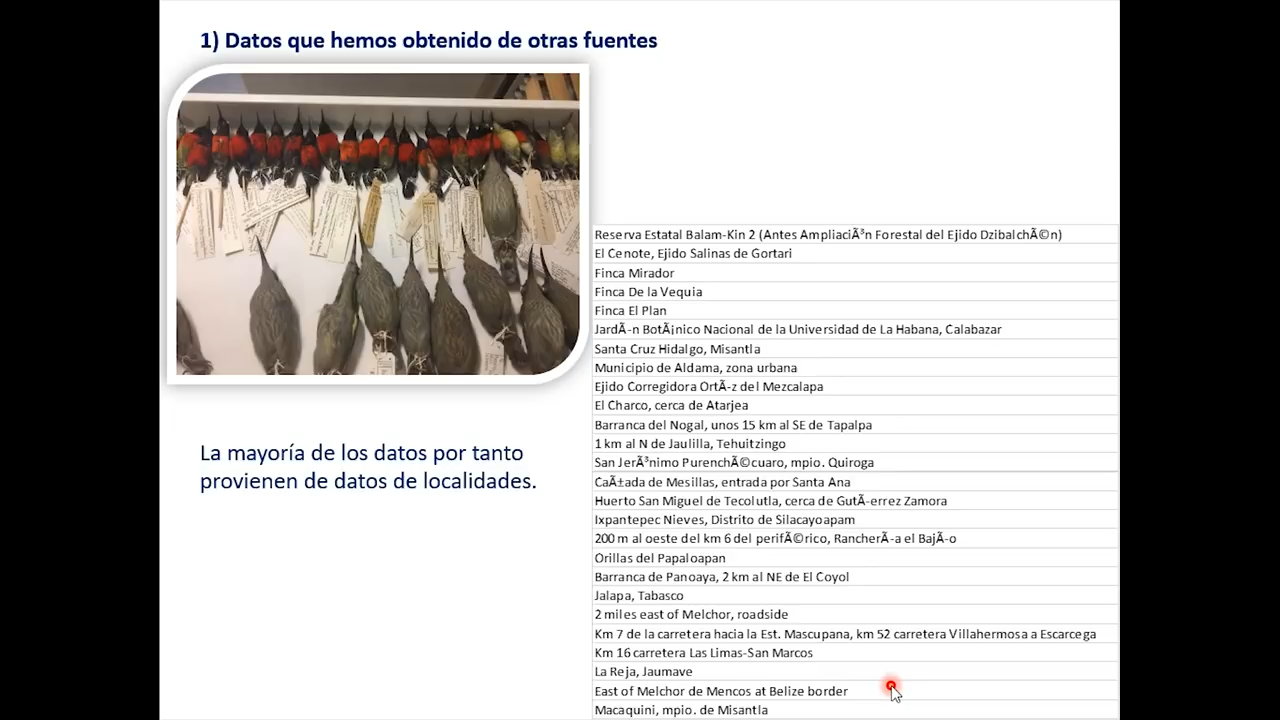 1) Datos que hemos obtenido de otras fuentes
La mayoría de los datos por tanto
provienen de datos de localidades.
Reserva Estatal Balam-Kin 2 (Antes AmpliaciÃ³n Forestal del Ejido DzibalchÃ©n)
El Cenote, Ejido Salinas de Gortari
Finca Mirador
Finca De la Vequia
Finca El Plan
JardÃ-n BotÃ¡nico Nacional de la Universidad de La Habana, Calabazar
Santa Cruz Hidalgo, Misantla
Municipio de Aldama, zona urbana
Ejido Corregidora OrtÃ-z del Mezcalapa
El Charco, cerca de Atarjea
Barranca del Nogal, unos 15 km al SE de Tapalpa
1 km al N de Jaulilla, Tehuitzingo
San JerÃ³nimo PurenchÃ©cuaro, mpio. Quiroga
CaÃ±ada de Mesillas, entrada por Santa Ana
Huerto San Miguel de Tecolutla, cerca de GutÃ-errez Zamora
Ixpantepec Nieves, Distrito de Silacayoapam
200 m al oeste del km 6 del perifÃ©rico, RancherÃ-a el BajÃ-o
Orillas del Papaloapan
Barranca de Panoaya, 2 km al NE de El Coyol
Jalapa, Tabasco
2 miles east of Melchor, roadside
Km 7 de la carretera hacia la Est. Mascupana, km 52 carretera Villahermosa a Escarcega
Km 16 carretera Las Limas-San Marcos
La Reja, Jaumave
East of Melchor de Mencos at Belize border
Macaquini, mpio. de Misantla